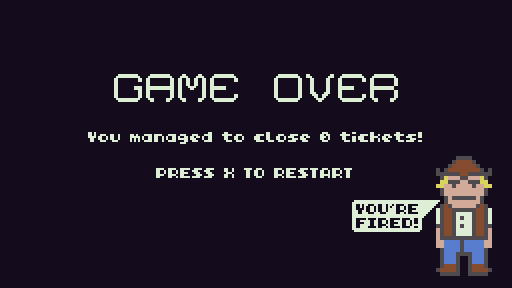 GAME OVER
You managed to close 0 tickets!
PRESS X TO RESTART
YOU'RE
FIRED!